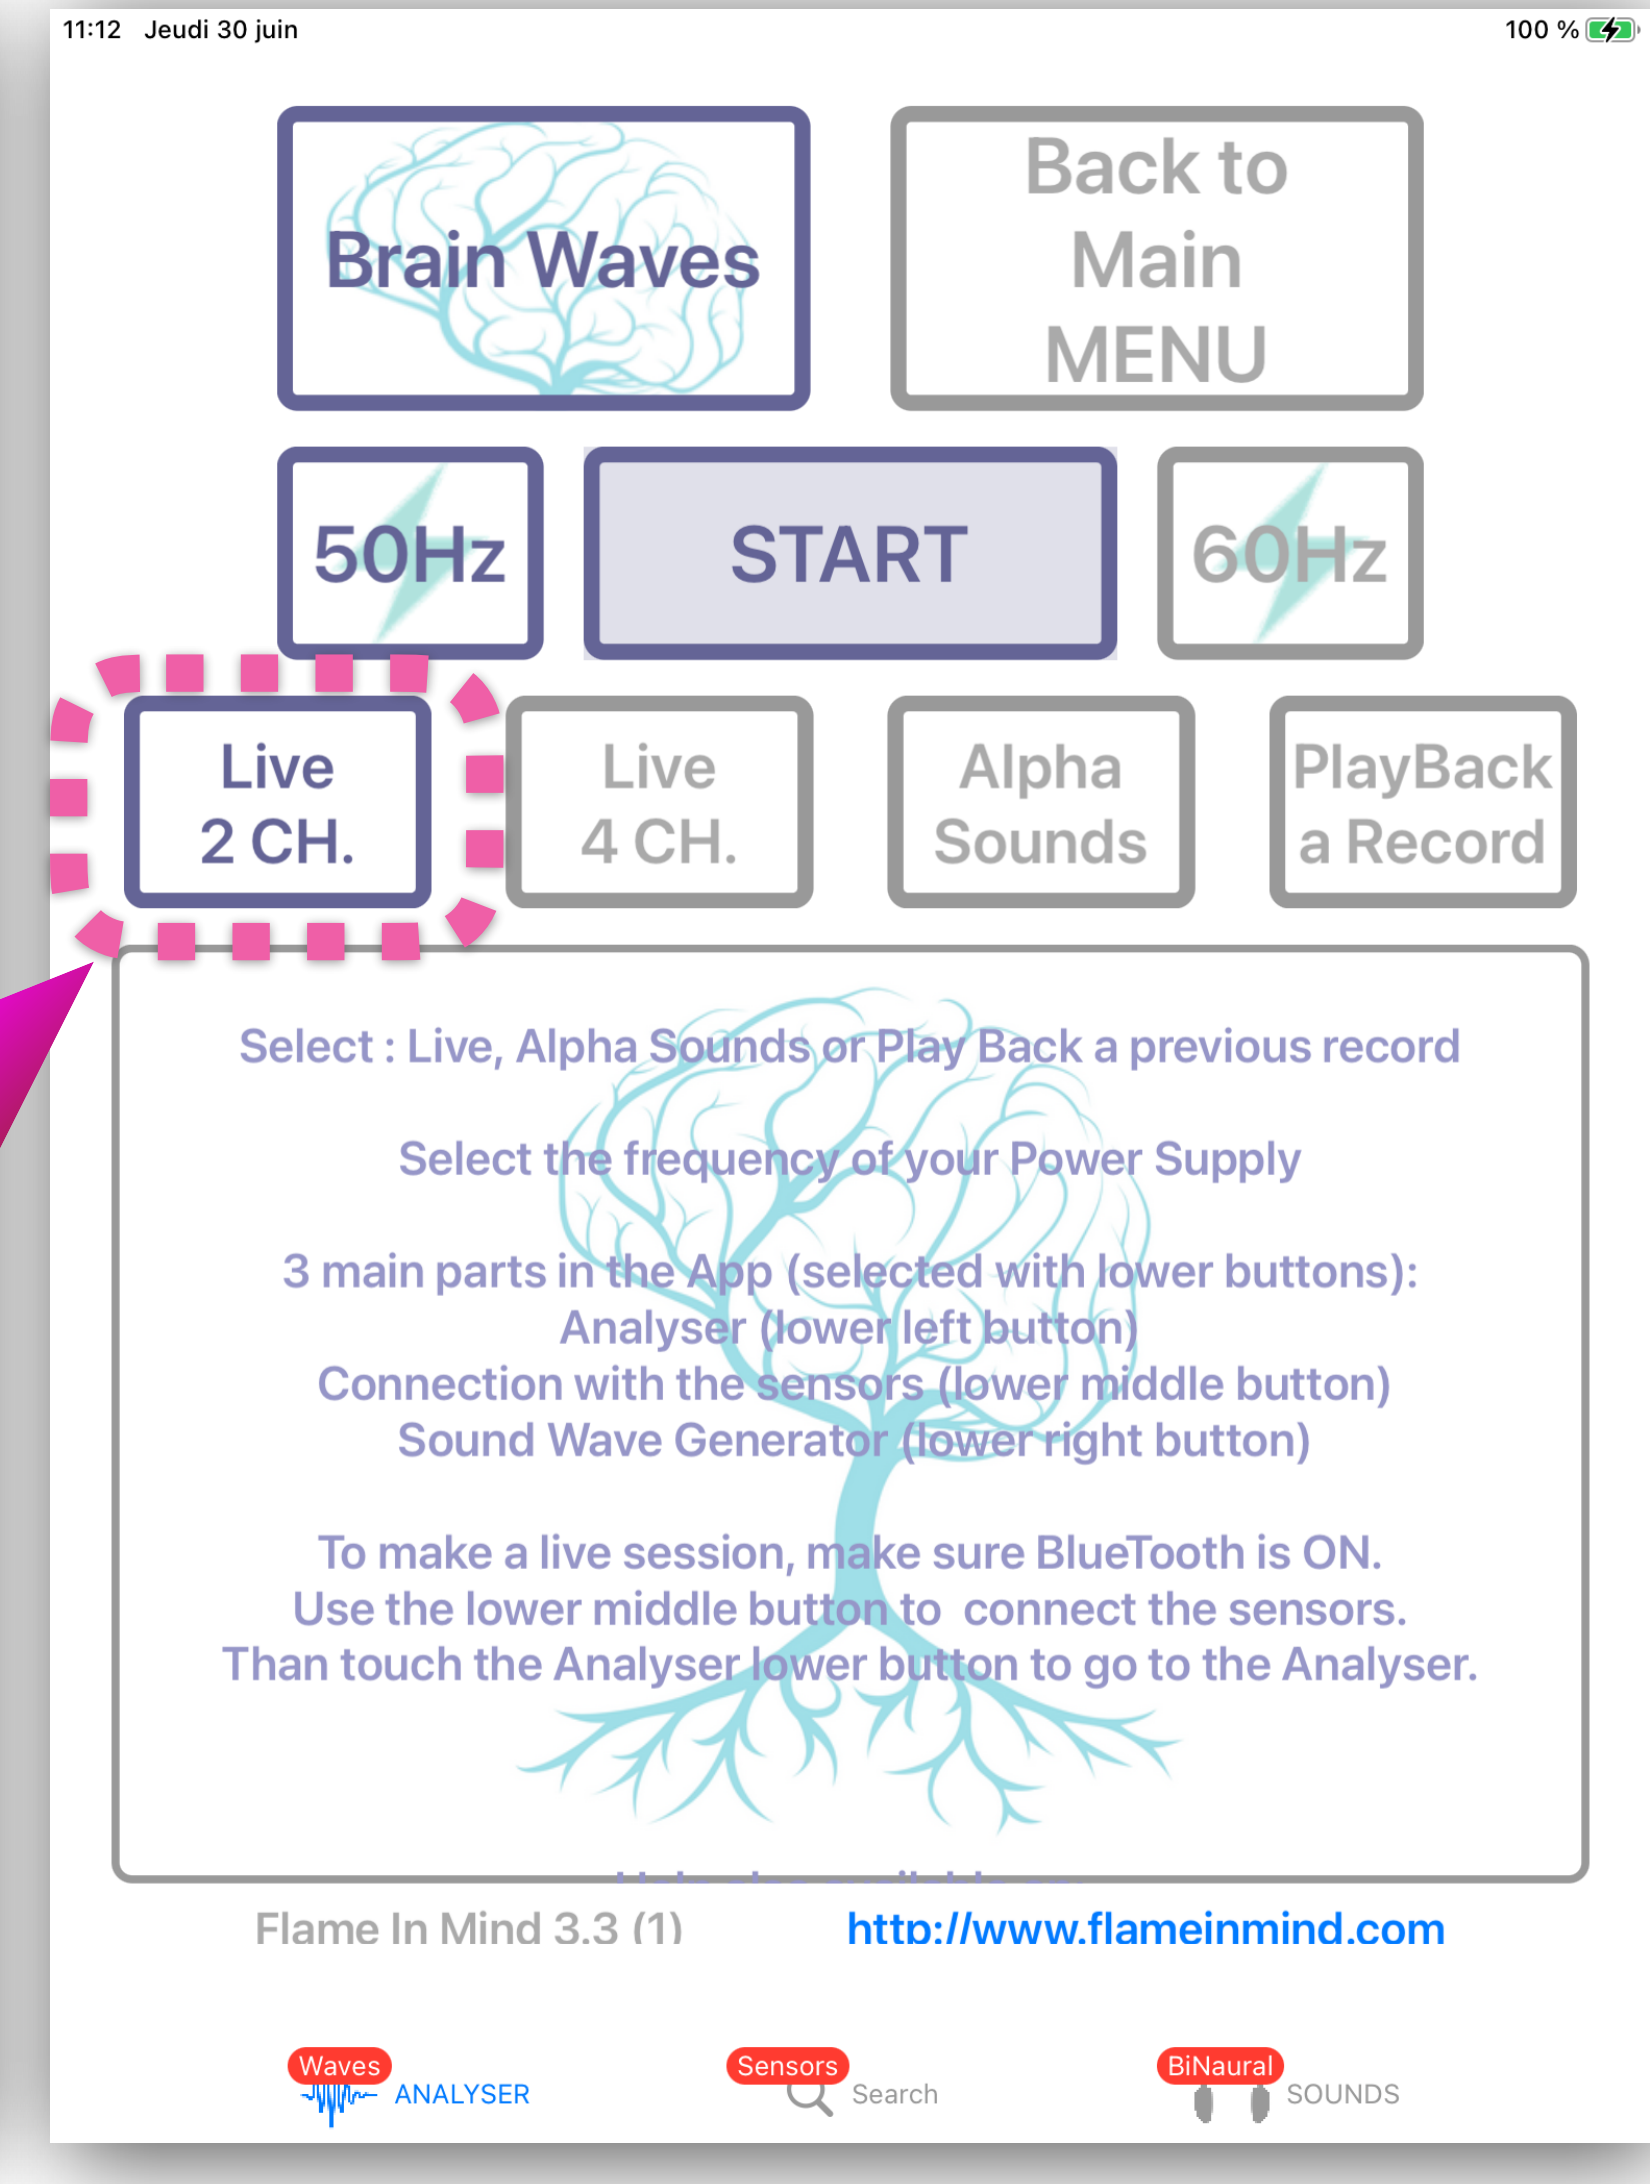 11:12 Jeudi 30 juin
100 %
Brain Waves
Back to
Main
MENU
50Hz
START
60Hz
Live
2 CH.
Live
4 CH.
Alpha
Sounds
PlayBack
a Record
Select : Live, Alpha Sounds or Play Back a previous record
Select the frequency of your Power Supply
3 main parts in the App (selected with lower buttons):
Analyser (lower left button)
Connection with the sensors (lower middle button)
Sound Wave Generator (lower right button)
To make a live session, make sure BlueTooth is ON.
Use the lower middle button to connect the sensors.
Than touch the Analyser lower button to go to the Analyser.
Flame In Mind 3.3 (1)
http://www.flameinmind.com
Waves
ANALYSER
Sensors
Search
BiNaural
SOUNDS